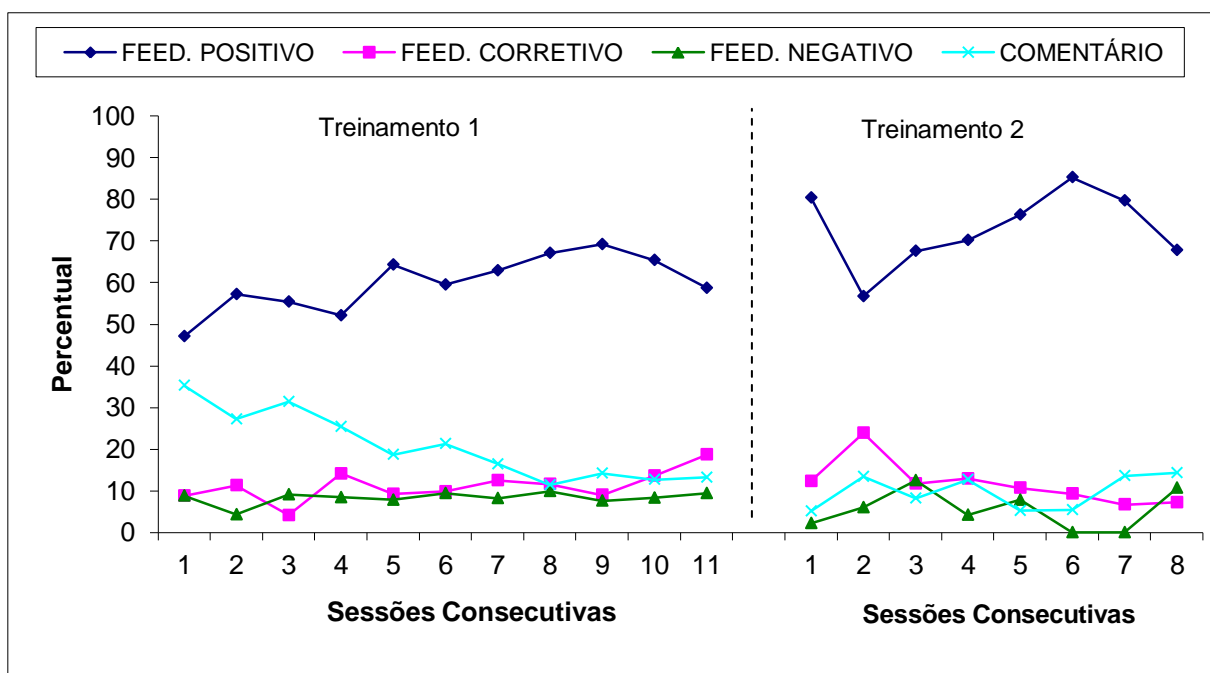 FEED. POSITIVO FEED. CORRETIVO FEED. NEGATIVO COMENTÁRIO
Treinamento 1 Treinamento 2
Percentual
100
90
80
70
60
50
40
30
20
10
0
1 2 3 4 5 6 7 8 9 10 11 1 2 3 4 5 6 7 8
Sessões Consecutivas Sessões Consecutivas